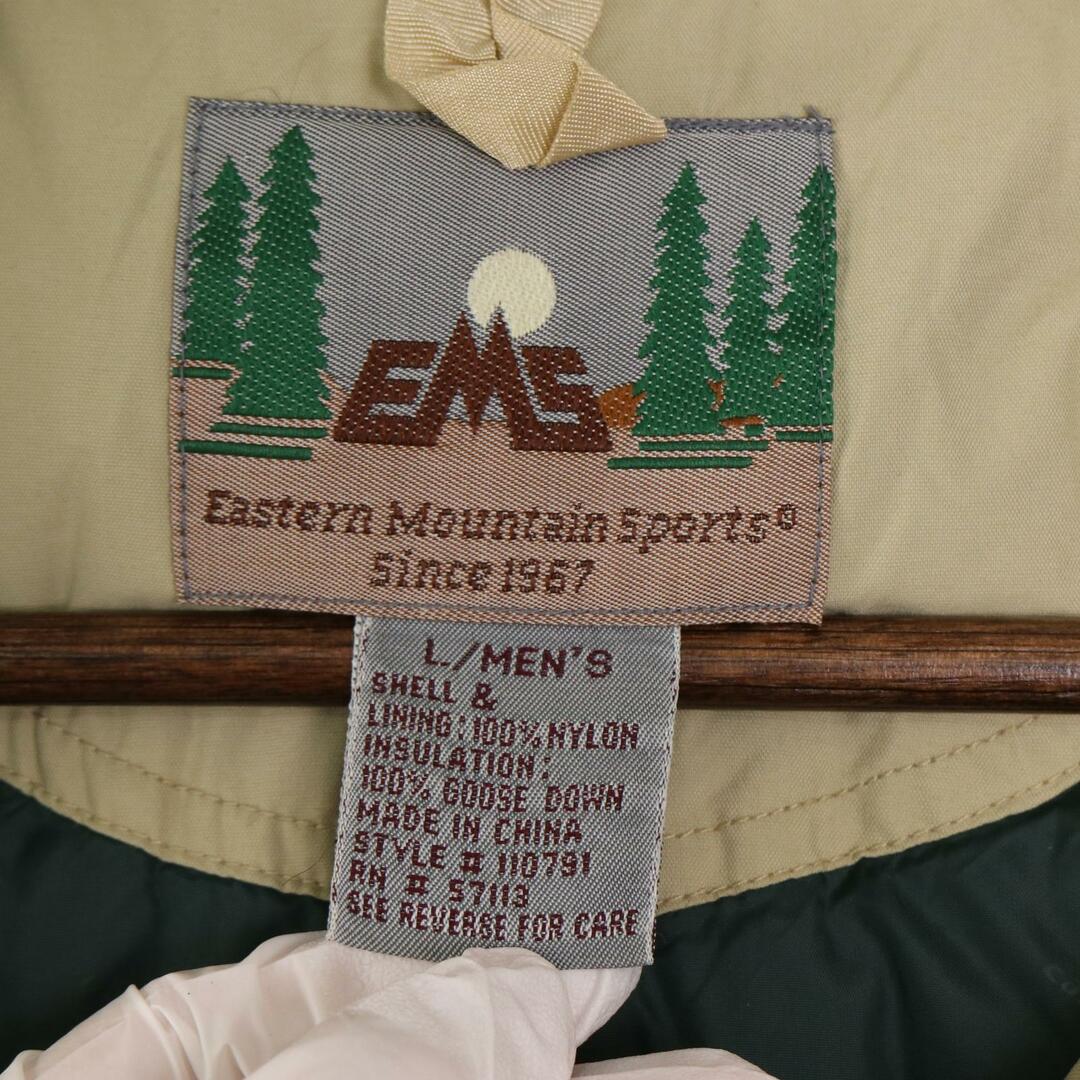 EMS
Eastern Mountain Sports®
Since 1967
L/MEN'S
SHELL &
LINING: 100% NYLON
INSULATION:
100% GOOSE DOWN
MADE IN CHINA
STYLE # 110791
RN # 57113
SEE REVERSE FOR CARE